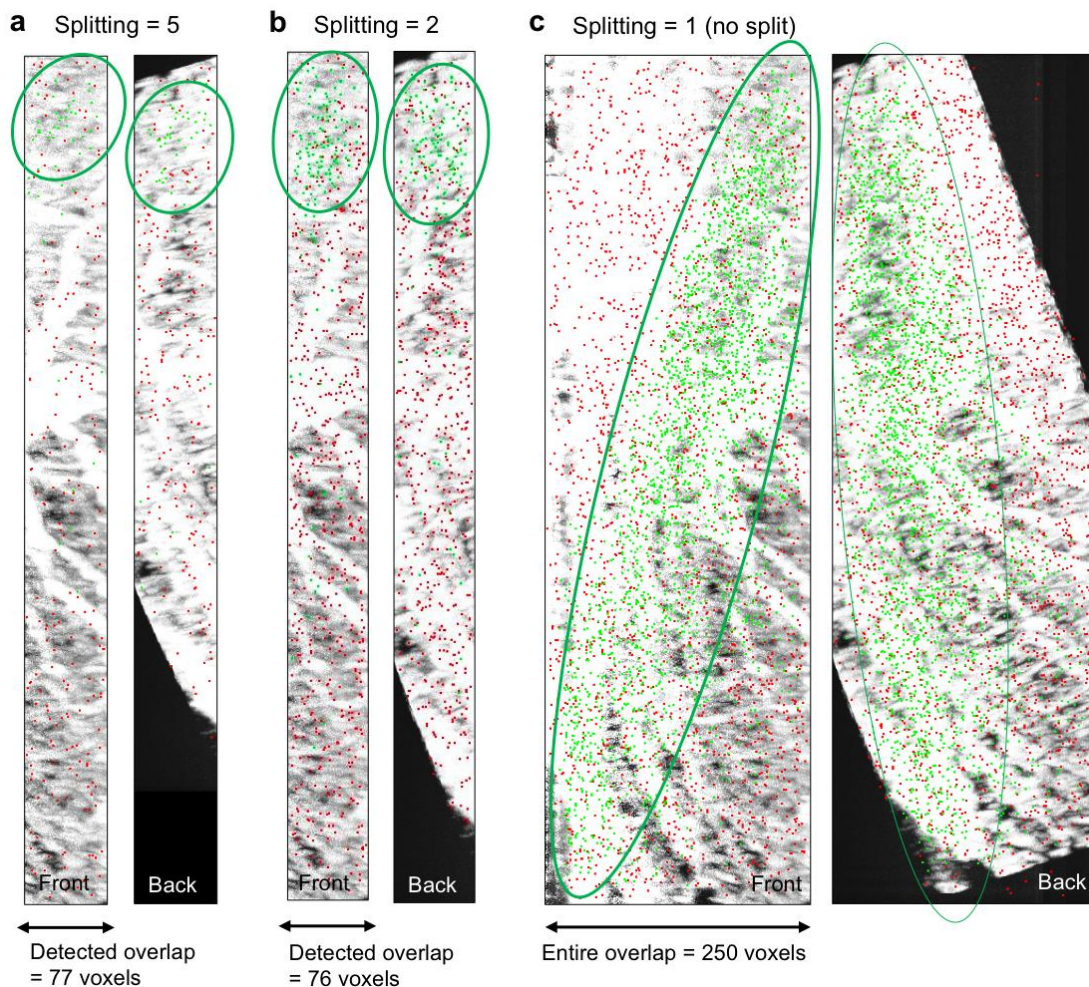 a Splitting = 5
b Splitting = 2
c Splitting = 1 (no split)
Front
Back
Front
Back
Front
Back
Detected overlap
= 77 voxels
Detected overlap
= 76 voxels
Entire overlap = 250 voxels